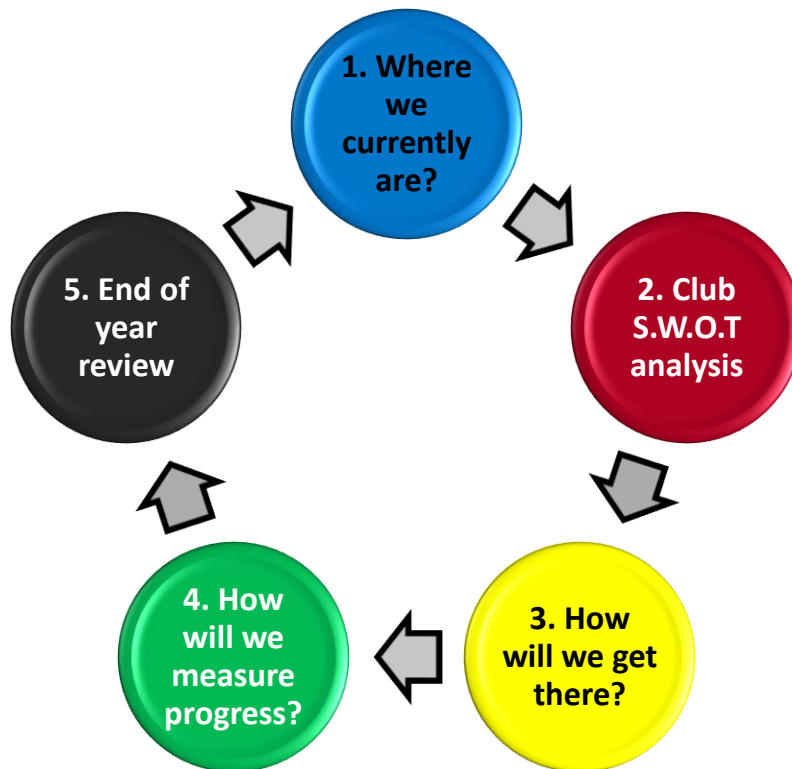 1. Where
we
currently
are?
2. Club
S.W.O.T
analysis
3. How
will we get
there?
4. How
will we
measure
progress?
5. End of
year
review